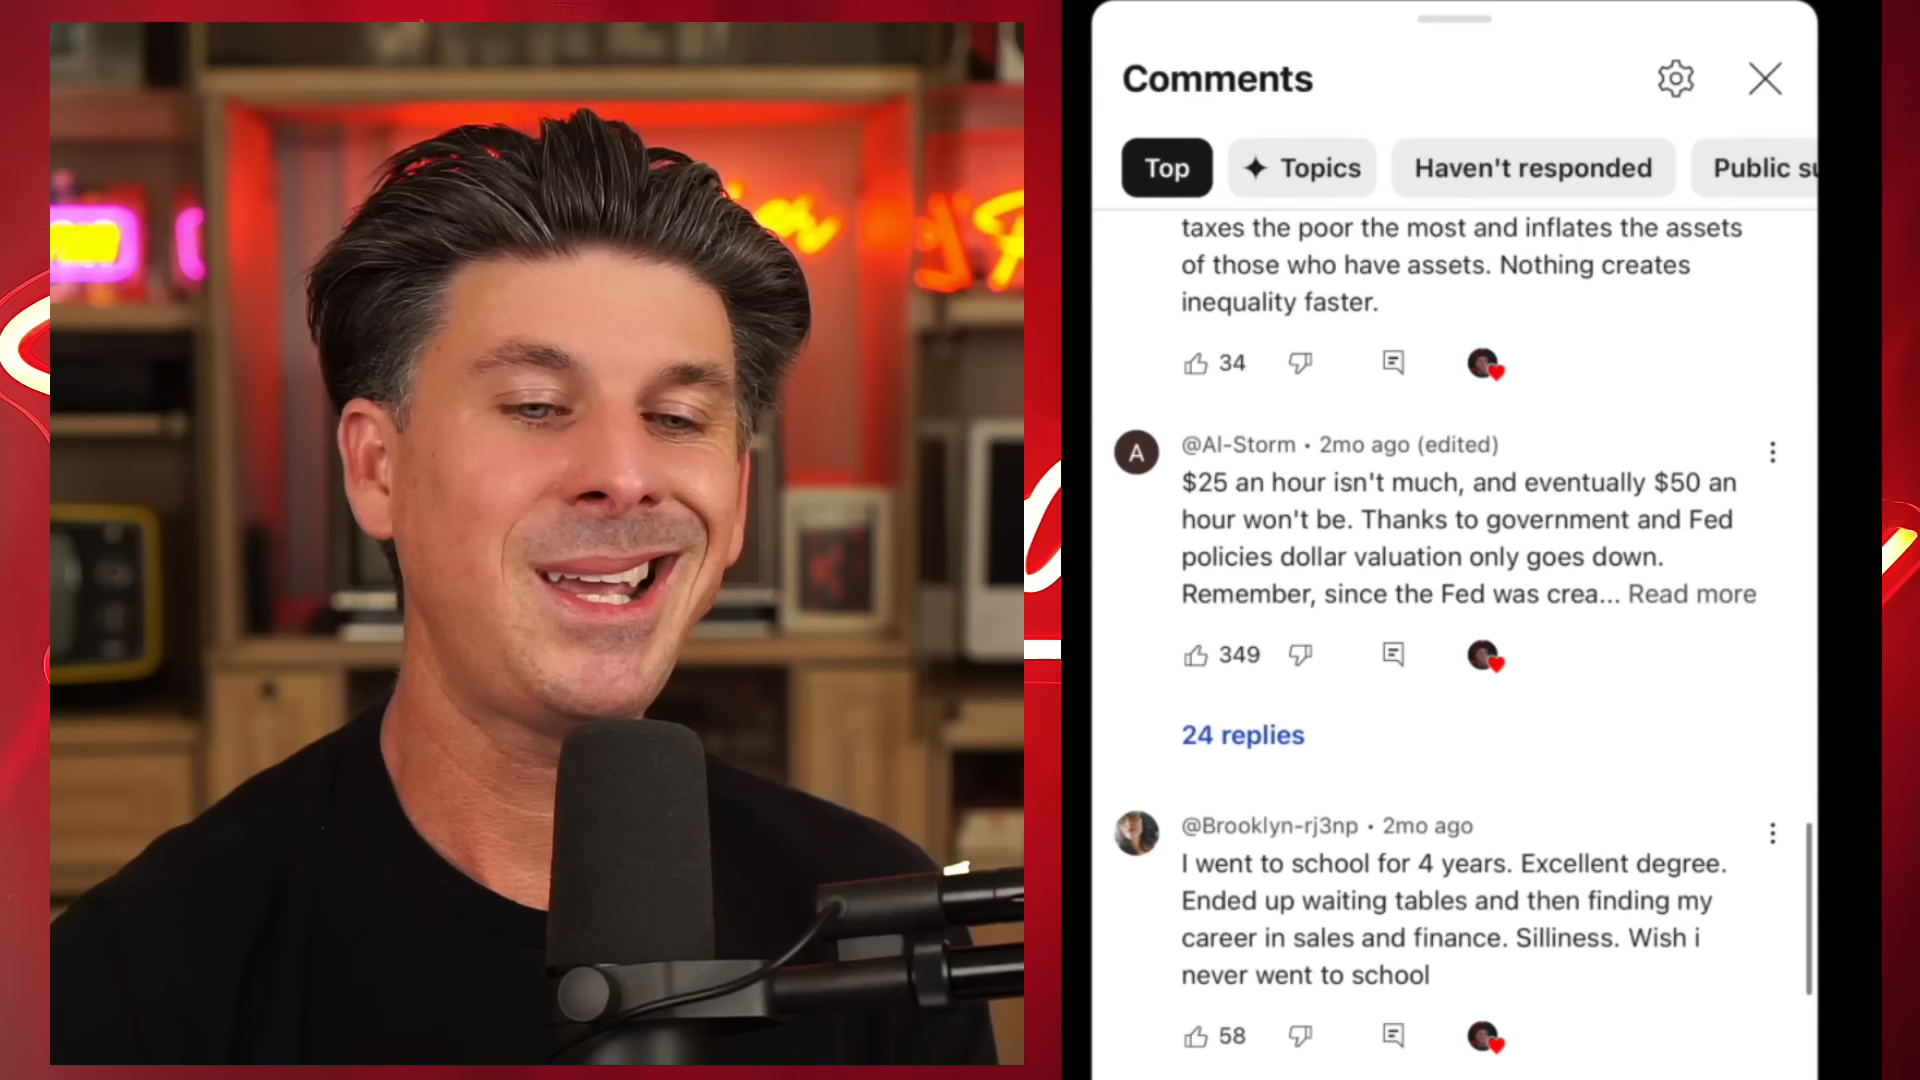 Comments
Top
Topics
Haven't responded
Public su
taxes the poor the most and inflates the assets
of those who have assets. Nothing creates
inequality faster.
34
A
@Al-Storm • 2mo ago (edited)
$25 an hour isn't much, and eventually $50 an
hour won't be. Thanks to government and Fed
policies dollar valuation only goes down.
Remember, since the Fed was crea... Read more
349
24 replies
@Brooklyn-rj3np • 2mo ago
I went to school for 4 years. Excellent degree.
Ended up waiting tables and then finding my
career in sales and finance. Silliness. Wish i
never went to school
58